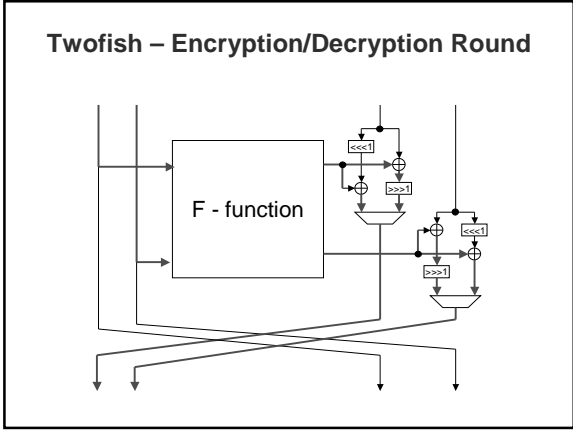 Twofish – Encryption/Decryption Round
<<<1
>>>1
F - function
<<<1
>>>1